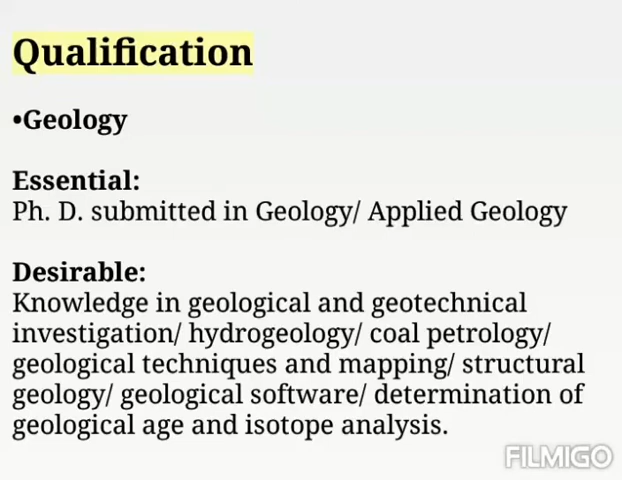 Qualification
•Geology
Essential:
Ph. D. submitted in Geology/ Applied Geology
Desirable:
Knowledge in geological and geotechnical
investigation/ hydrogeology/ coal petrology/
geological techniques and mapping/ structural
geology/ geological software/ determination of
geological age and isotope analysis.
FILMIGO